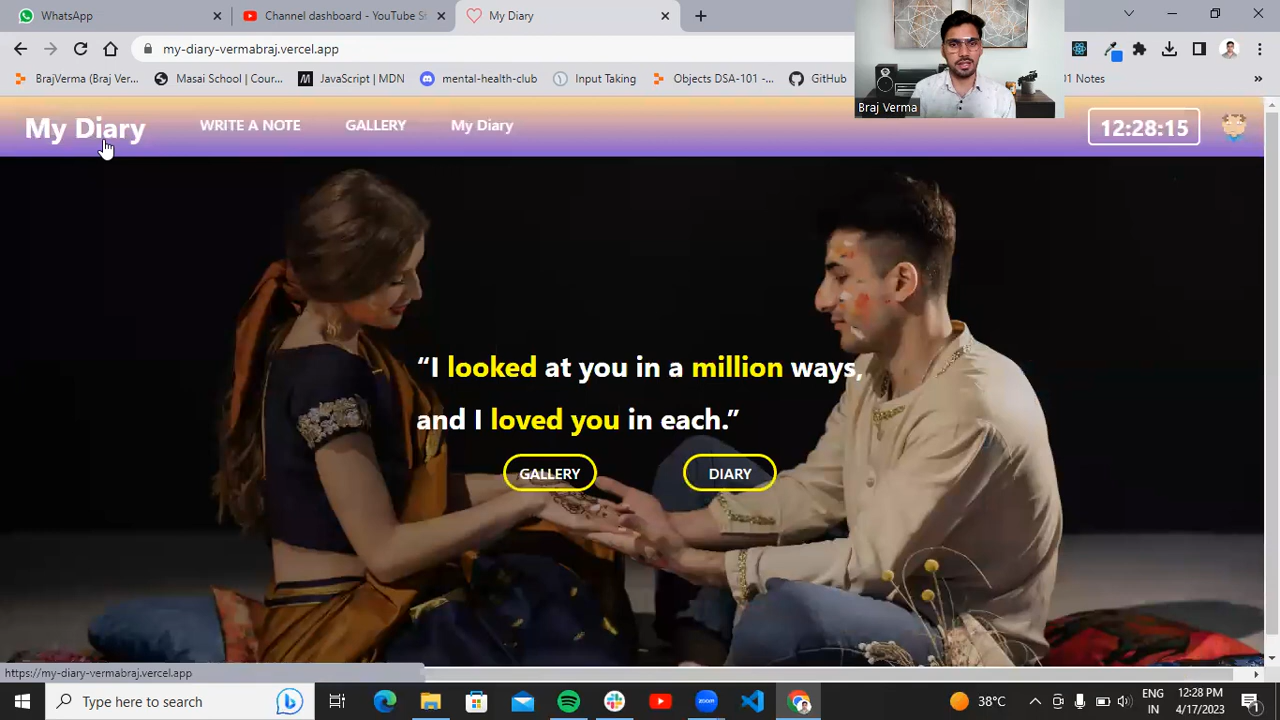 WhatsApp
Channel dashboard - YouTube St
My Diary
my-diary-vermabraj.vercel.app
BrajVerma (Braj Ver...
Masai School Cour...
JavaScript | MDN
mental-health-club
Input Taking
Objects DSA-101 -...
GitHub
01 Notes
»
Braj Verma
My Diary
WRITE A NOTE
GALLERY
My Diary
12:28:15
“I looked at you in a million ways,
and I loved you in each.”
GALLERY
DIARY
https://my-diary-vermabraj.vercel.app
Type here to search
zoom
38°C
ENG
IN
12:28 PM
4/17/2023
1